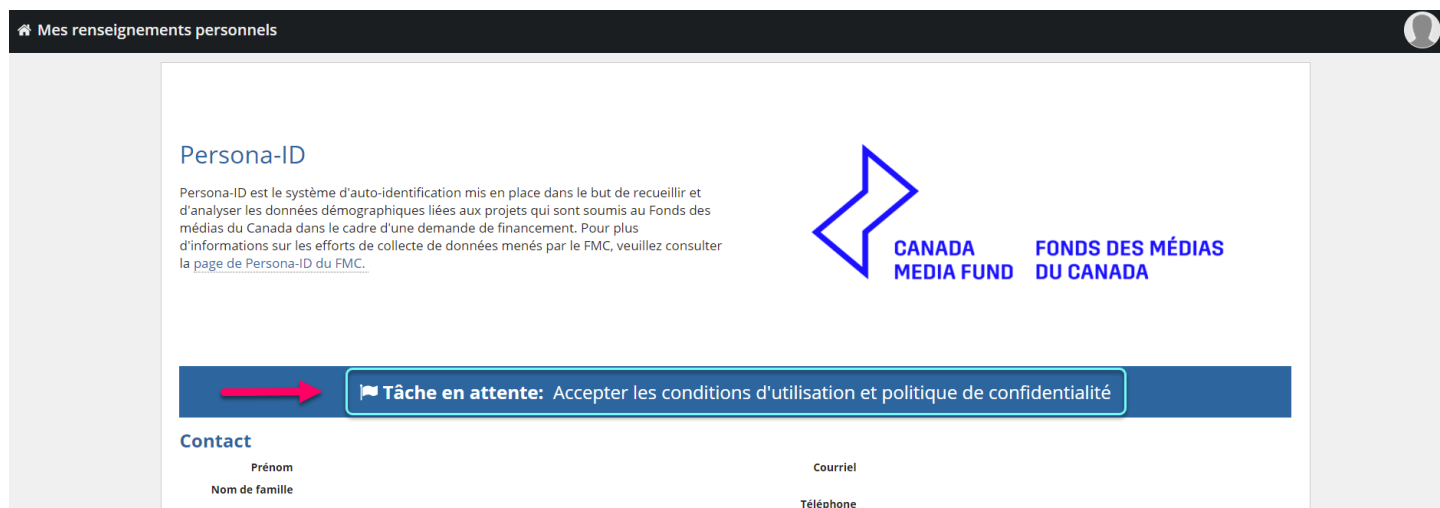 Mes renseignements personnels
Persona-ID
Persona-ID est le système d'auto-identification mis en place dans le but de recueillir et
d'analyser les données démographiques liées aux projets qui sont soumis au Fonds des
médias du Canada dans le cadre d'une demande de financement. Pour plus
d'informations sur les efforts de collecte de données menés par le FMC, veuillez consulter
la page de Persona-ID du FMC.
CANADA
MEDIA FUND
FONDS DES MÉDIAS
DU CANADA
Tâche en attente: Accepter les conditions d'utilisation et politique de confidentialité
Contact
Prénom
Nom de famille
Courriel
Téléphone